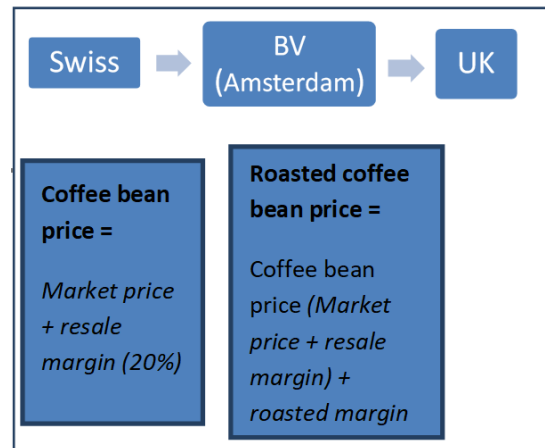 Swiss
BV
(Amsterdam)
UK
Coffee bean
price =
Market price
+ resale
margin (20%)
Roasted coffee
bean price =
Coffee bean
price (Market
price + resale
margin) +
roasted margin